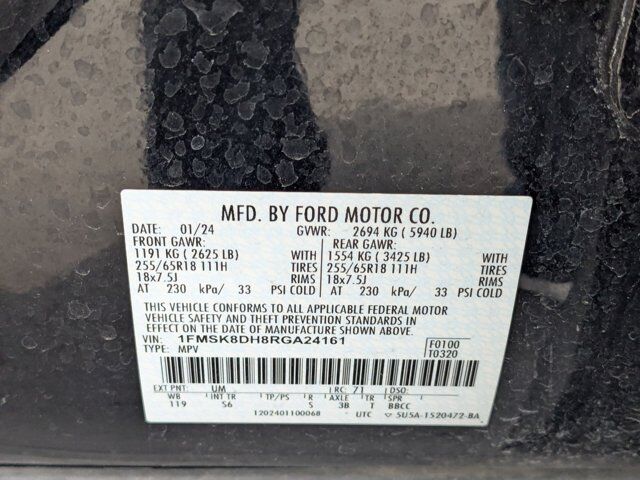 MFD. BY FORD MOTOR CO.
DATE: 01/24 GVWR: 2694 KG ( 5940 LB)
FRONT GAWR: REAR GAWR:
1191 KG ( 2625 LB) WITH 1554 KG ( 3425 LB) WITH
255/65R18 111H TIRES 255/65R18 111H TIRES
18x7.5J RIMS 18x7.5J RIMS
AT 230 kPa/ 33 PSI COLD AT 230 kPa/ 33 PSI COLD
THIS VEHICLE CONFORMS TO ALL APPLICABLE FEDERAL MOTOR
VEHICLE SAFETY AND THEFT PREVENTION STANDARDS IN EFFECT ON
THE DATE OF MANUFACTURE SHOWN ABOVE.
VIN: 1FMSK8DH8RGA24161 F0100
TYPE: MPV T0320
EXT PNT: UM RC: 71 DSO:
WB INT TR TP/PS R AXLE TR SPR
119 S6 S 3B T BBCC
1202401100068 UTC 5U5A-1520472-BA